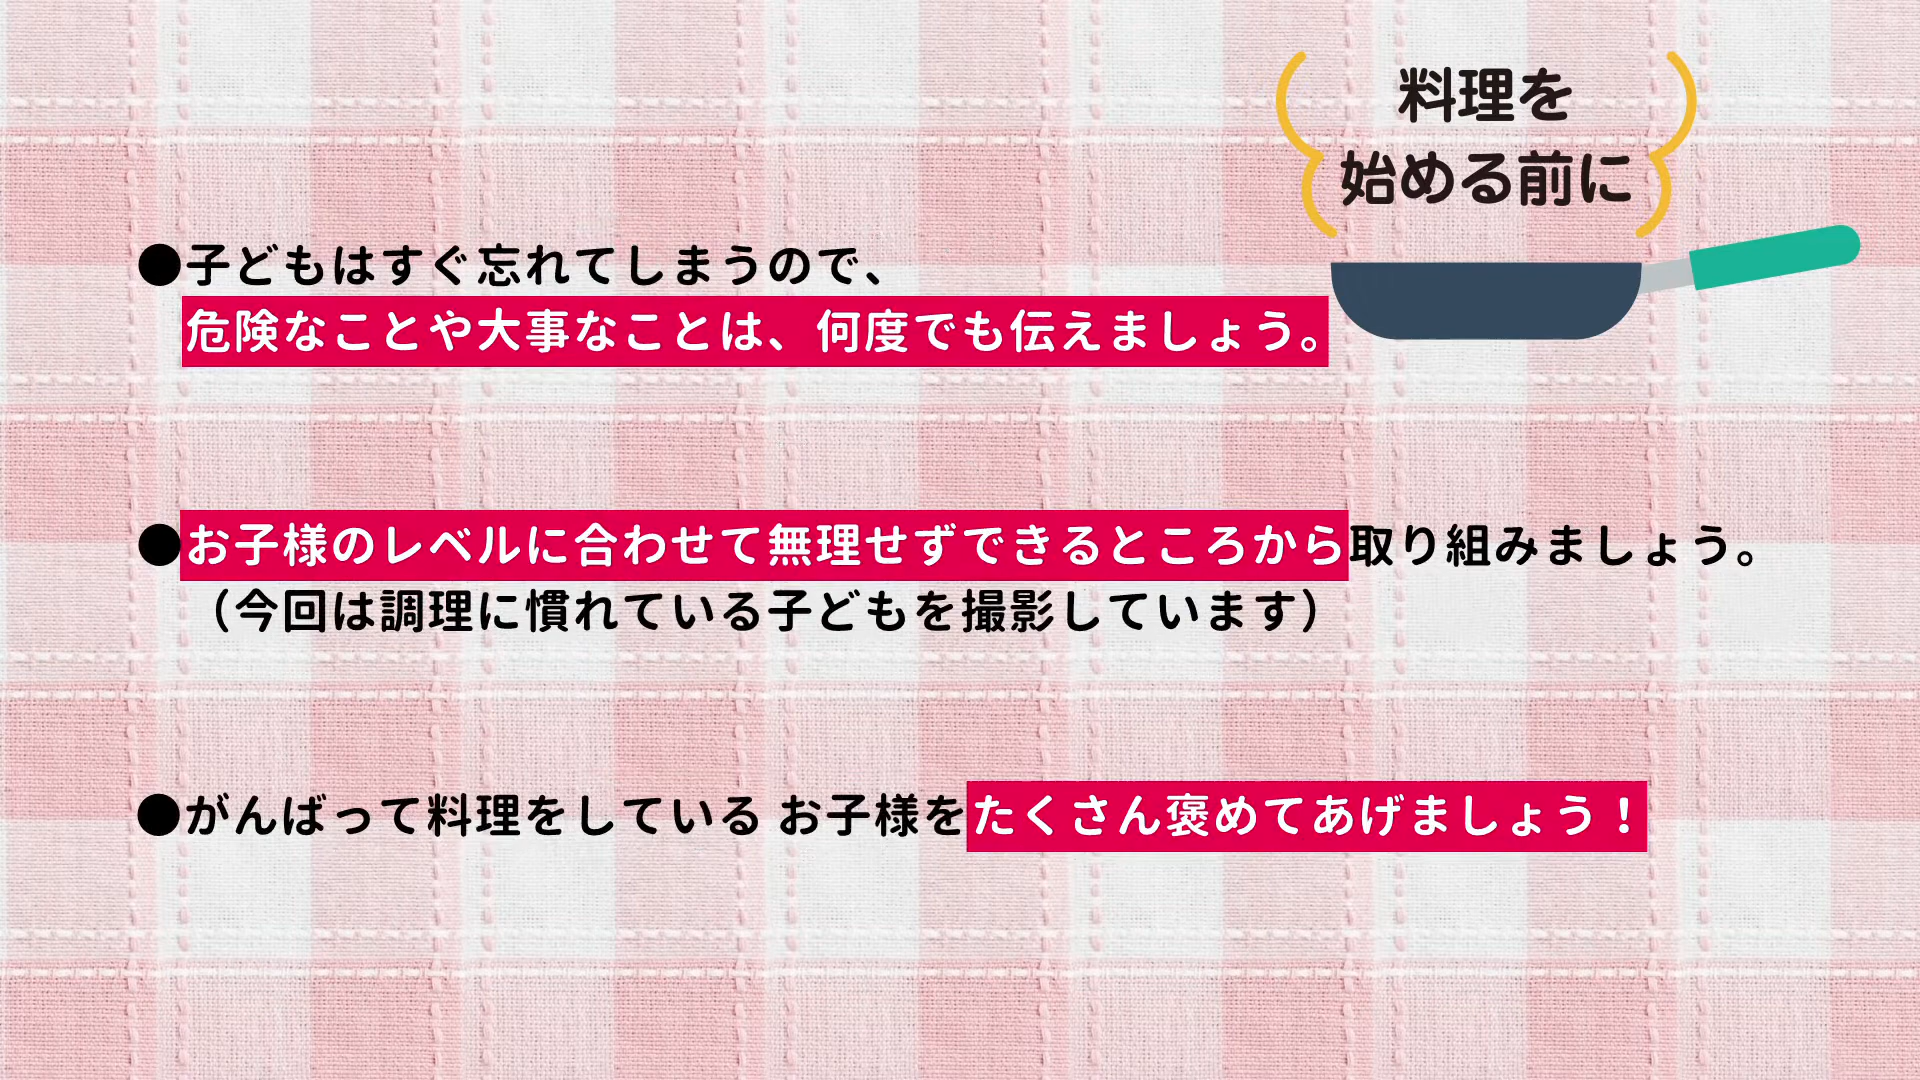 料理を
始める前に
●子どもはすぐ忘れてしまうので、
危険なことや大事なことは、何度でも伝えましょう。
●お子様のレベルに合わせて無理せずできるところから取り組みましょう。
（今回は調理に慣れている子どもを撮影しています）
●がんばって料理をしている お子様をたくさん褒めてあげましょう！